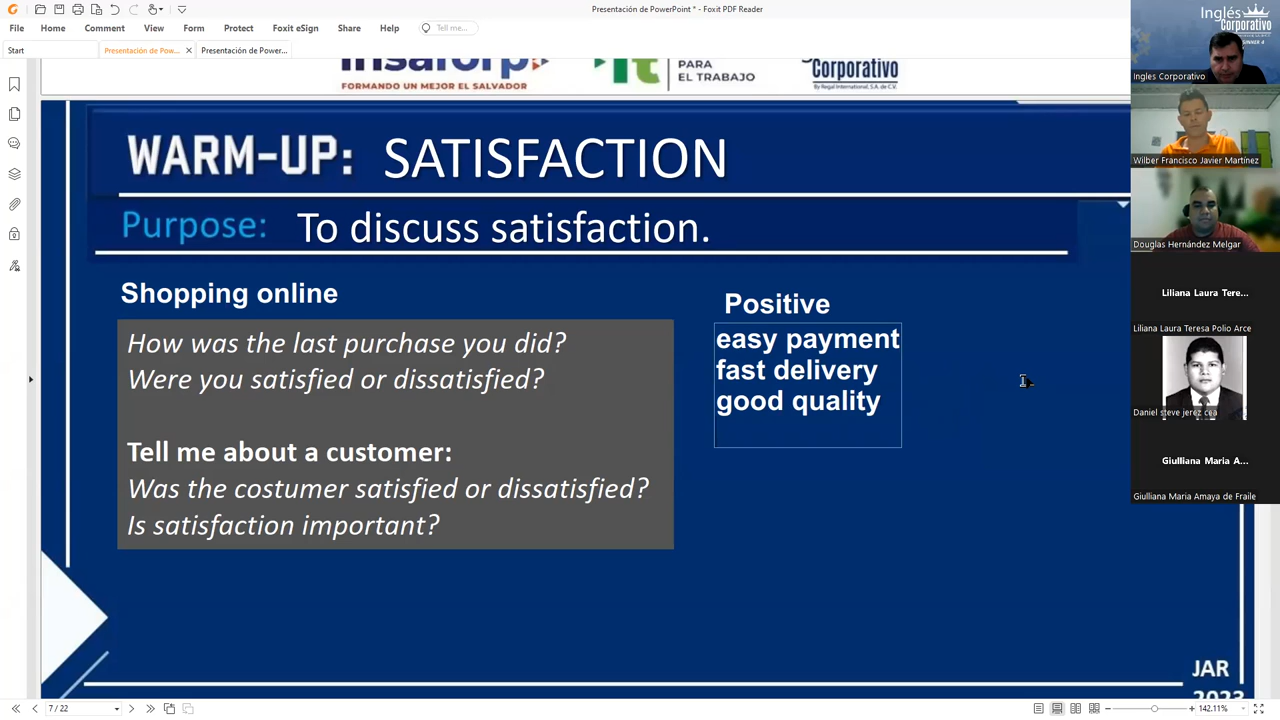 Presentación de PowerPoint * - Foxit PDF Reader
File Home Comment View Form Protect Foxit eSign Share Help Tell me...
Start Presentación de Pow... Presentación de Power...
insaforp
FORMANDO UN MEJOR EL SALVADOR
PARA
EL TRABAJO
Corporativo
By Regal International, S.A. de C.V.
WARM-UP: SATISFACTION
Purpose: To discuss satisfaction.
Shopping online
How was the last purchase you did?
Were you satisfied or dissatisfied?
Tell me about a customer:
Was the costumer satisfied or dissatisfied?
Is satisfaction important?
Positive
easy payment
fast delivery
good quality
JAR
2023
Inglés
Corporativo
Ingles Corporativo
Wilber Francisco Javier Martínez
Douglas Hernández Melgar
Liliana Laura Tere...
Liliana Laura Teresa Polio Arce
Daniel steve jerez cea
Giulliana Maria A...
Giulliana Maria Amaya de Fraile
7 / 22
142.11%